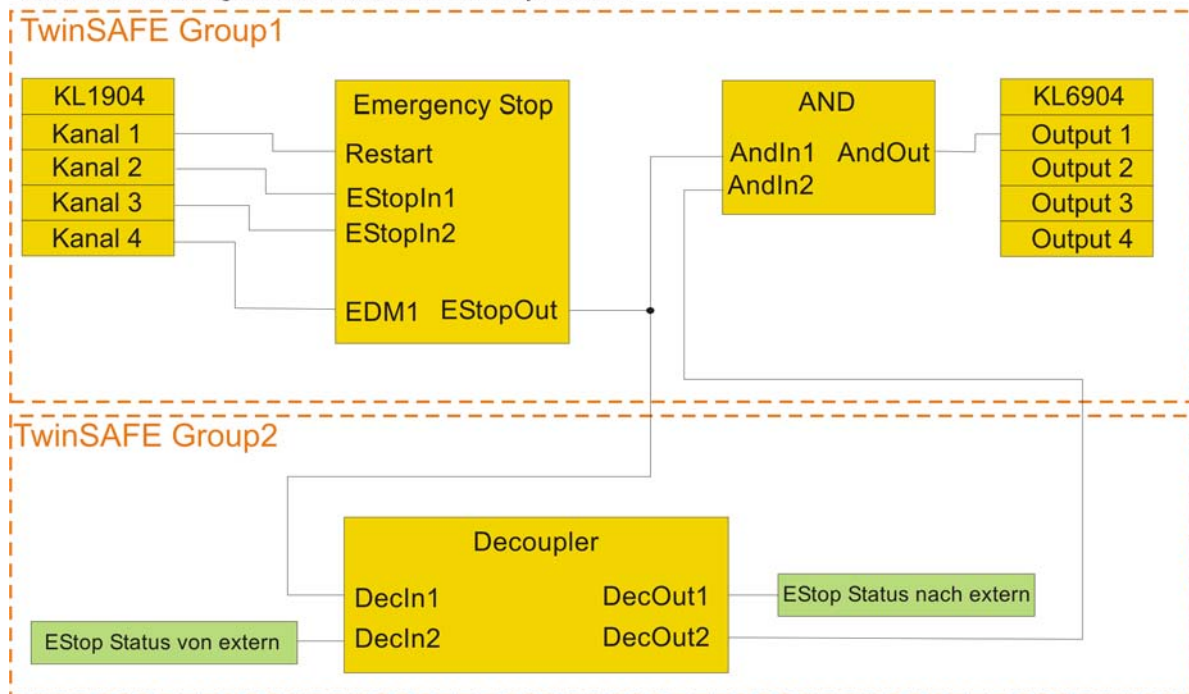 TwinSAFE Group1
KL1904
Kanal 1
Kanal 2
Kanal 3
Kanal 4
Emergency Stop
Restart
EStopIn1
EStopIn2
EDM1 EStopOut
AND
AndIn1 AndOut
AndIn2
KL6904
Output 1
Output 2
Output 3
Output 4
TwinSAFE Group2
Decoupler
DecIn1 DecOut1
DecIn2 DecOut2
EStop Status nach extern
EStop Status von extern